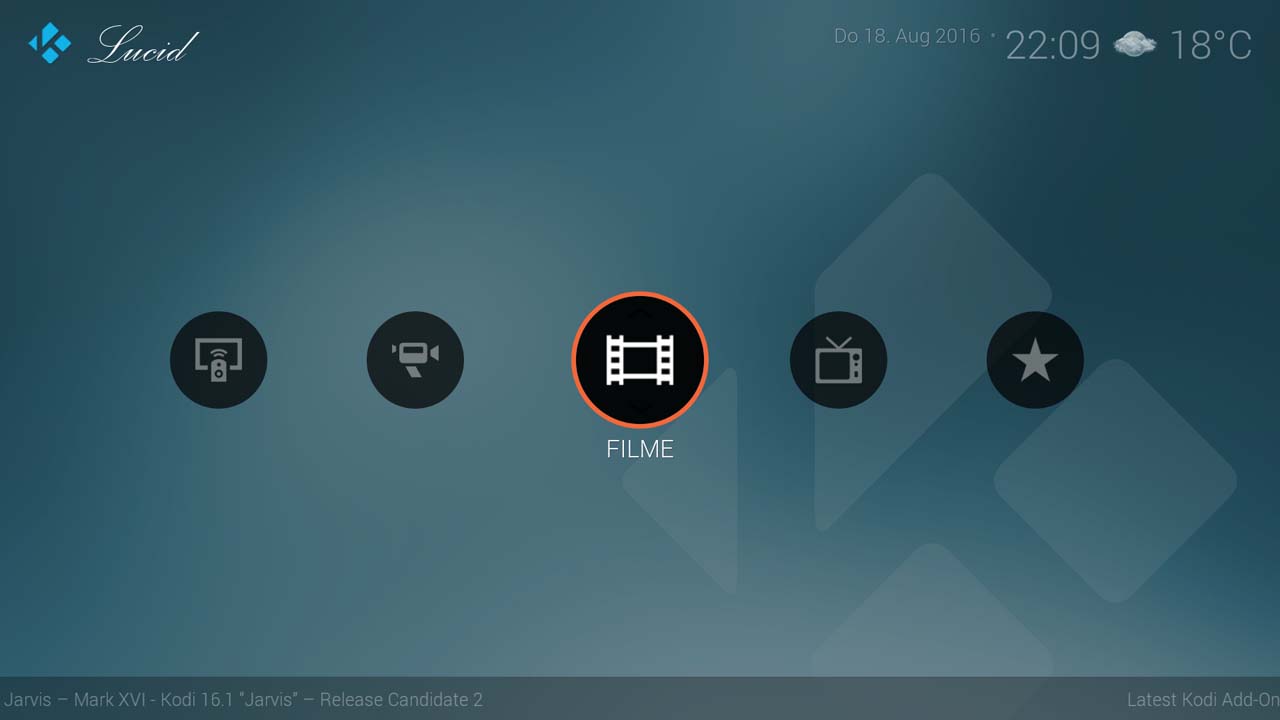 Lucid
Do 18. Aug 2016 • 22:09 18°C
FILME
Jarvis – Mark XVI - Kodi 16.1 “Jarvis” – Release Candidate 2
Latest Kodi Add-On